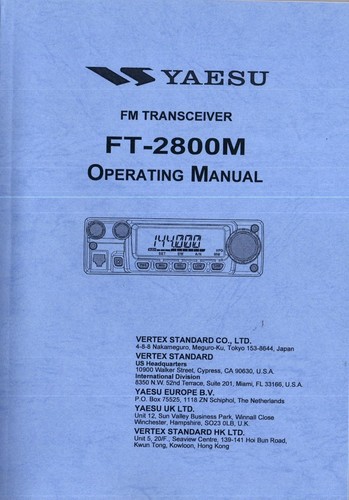 YAESU
FM TRANSCEIVER
FT-2800M
OPERATING MANUAL
144.000
VERTEX STANDARD CO., LTD.
4-8-8 Nakameguro, Meguro-Ku, Tokyo 153-8644, Japan
VERTEX STANDARD
US Headquarters
10900 Walker Street, Cypress, CA 90630, U.S.A.
International Division
8350 N.W. 52nd Terrace, Suite 201, Miami, FL 33166, U.S.A.
YAESU EUROPE B.V.
P.O. Box 75525, 1118 ZN Schiphol, The Netherlands
YAESU UK LTD.
Unit 12, Sun Valley Business Park, Winnall Close
Winchester, Hampshire, SO23 0LB, U.K.
VERTEX STANDARD HK LTD.
Unit 5, 20/F., Seaview Centre, 139-141 Hoi Bun Road,
Kwun Tong, Kowloon, Hong Kong